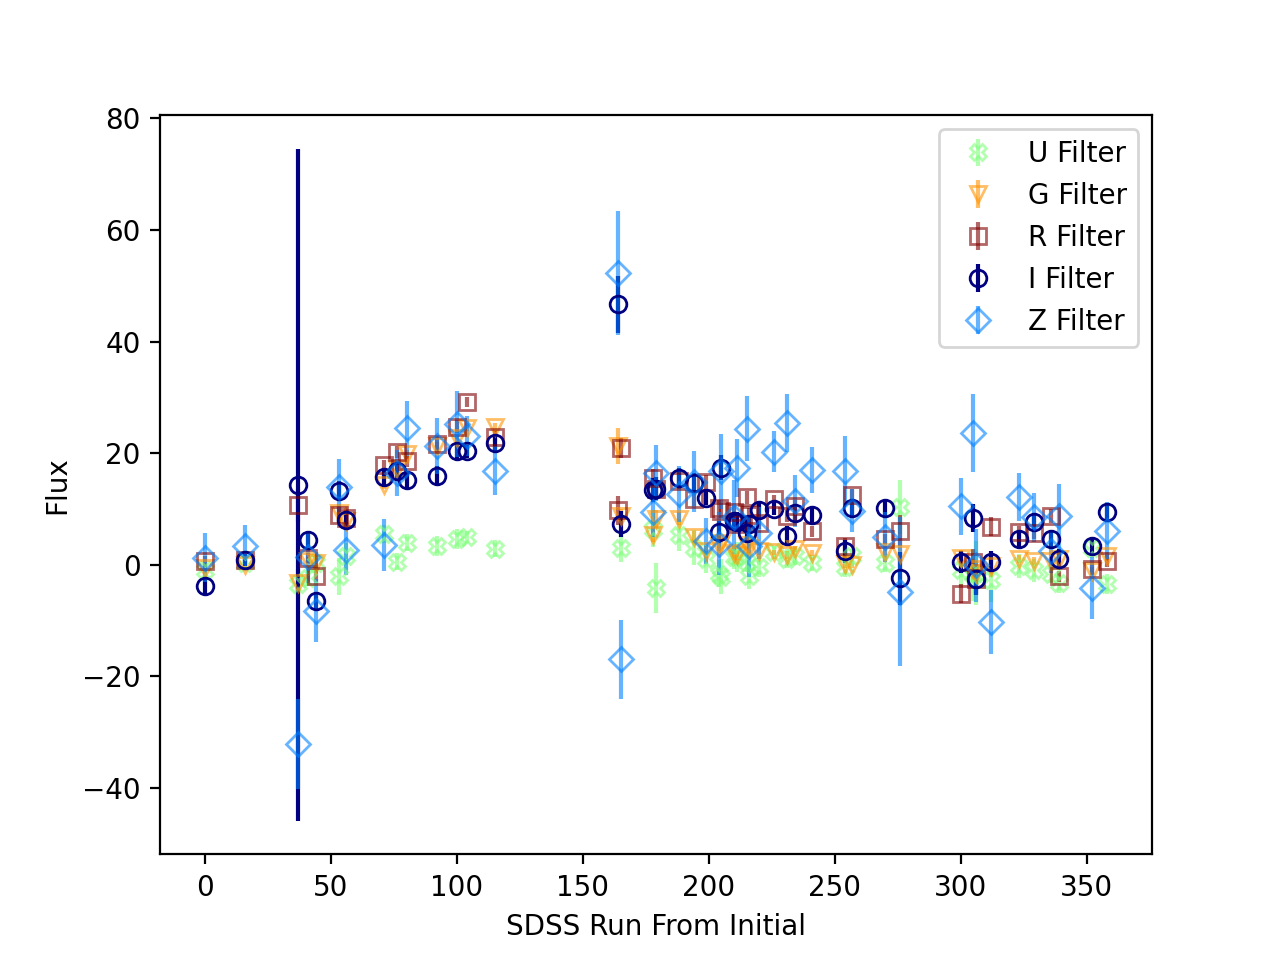 80
60
40
20
0
−20
−40
Flux
0 50 100 150 200 250 300 350
SDSS Run From Initial
U Filter
G Filter
R Filter
I Filter
Z Filter